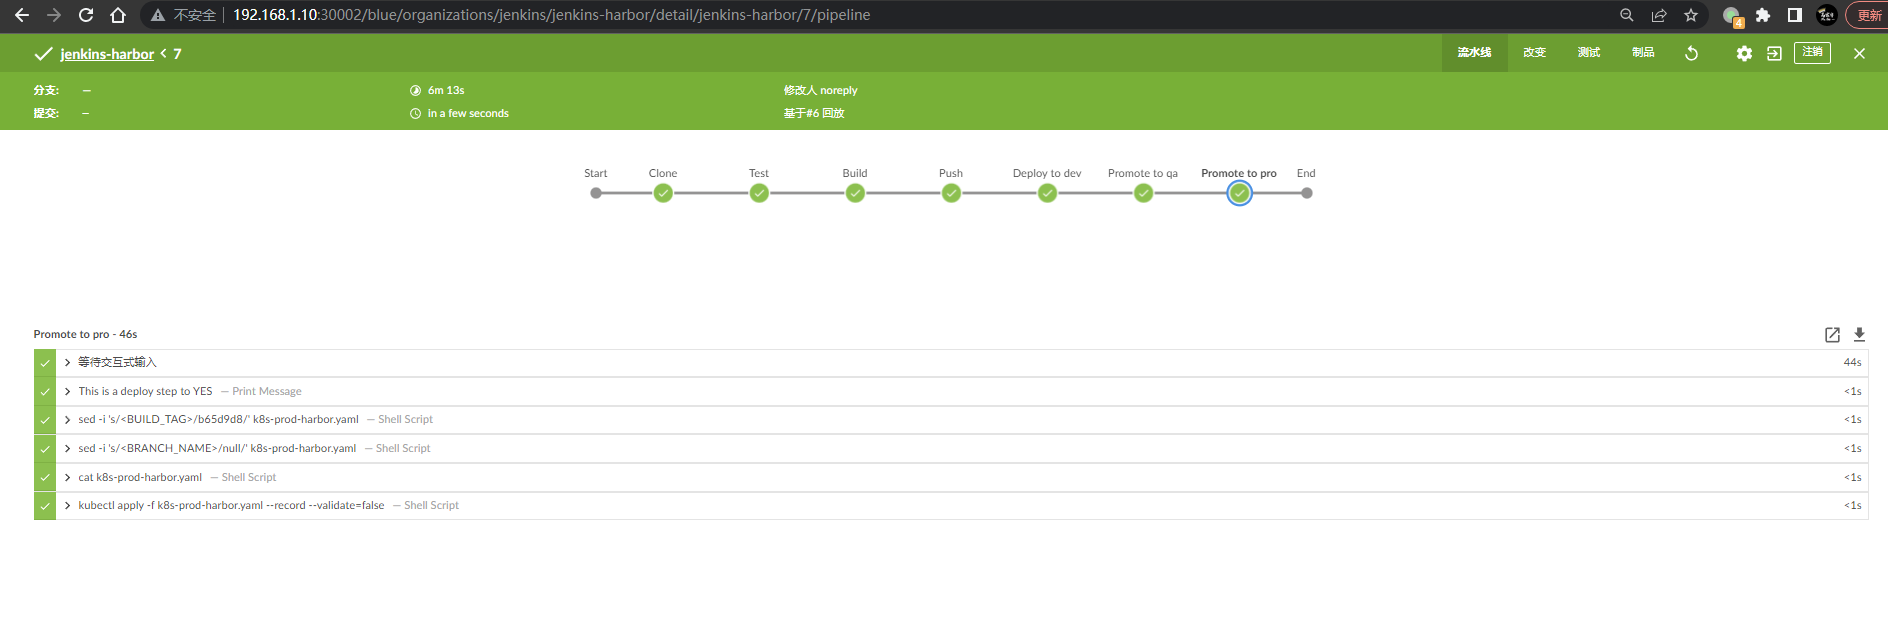 不安全 192.168.1.10:30002/blue/organizations/jenkins/jenkins-harbor/detail/jenkins-harbor/7/pipeline 4 更新
jenkins-harbor < 7 流水线 改变 测试 制品 注销
分支: — 6m 13s 修改人 noreply
提交: — in a few seconds 基于#6 回放
Start Clone Test Build Push Deploy to dev Promote to qa Promote to pro End
Promote to pro - 46s
等待交互式输入 44s
This is a deploy step to YES — Print Message <1s
sed -i 's/<BUILD_TAG>/b65d9d8/' k8s-prod-harbor.yaml — Shell Script <1s
sed -i 's/<BRANCH_NAME>/null/' k8s-prod-harbor.yaml — Shell Script <1s
cat k8s-prod-harbor.yaml — Shell Script <1s
kubectl apply -f k8s-prod-harbor.yaml --record --validate=false — Shell Script <1s